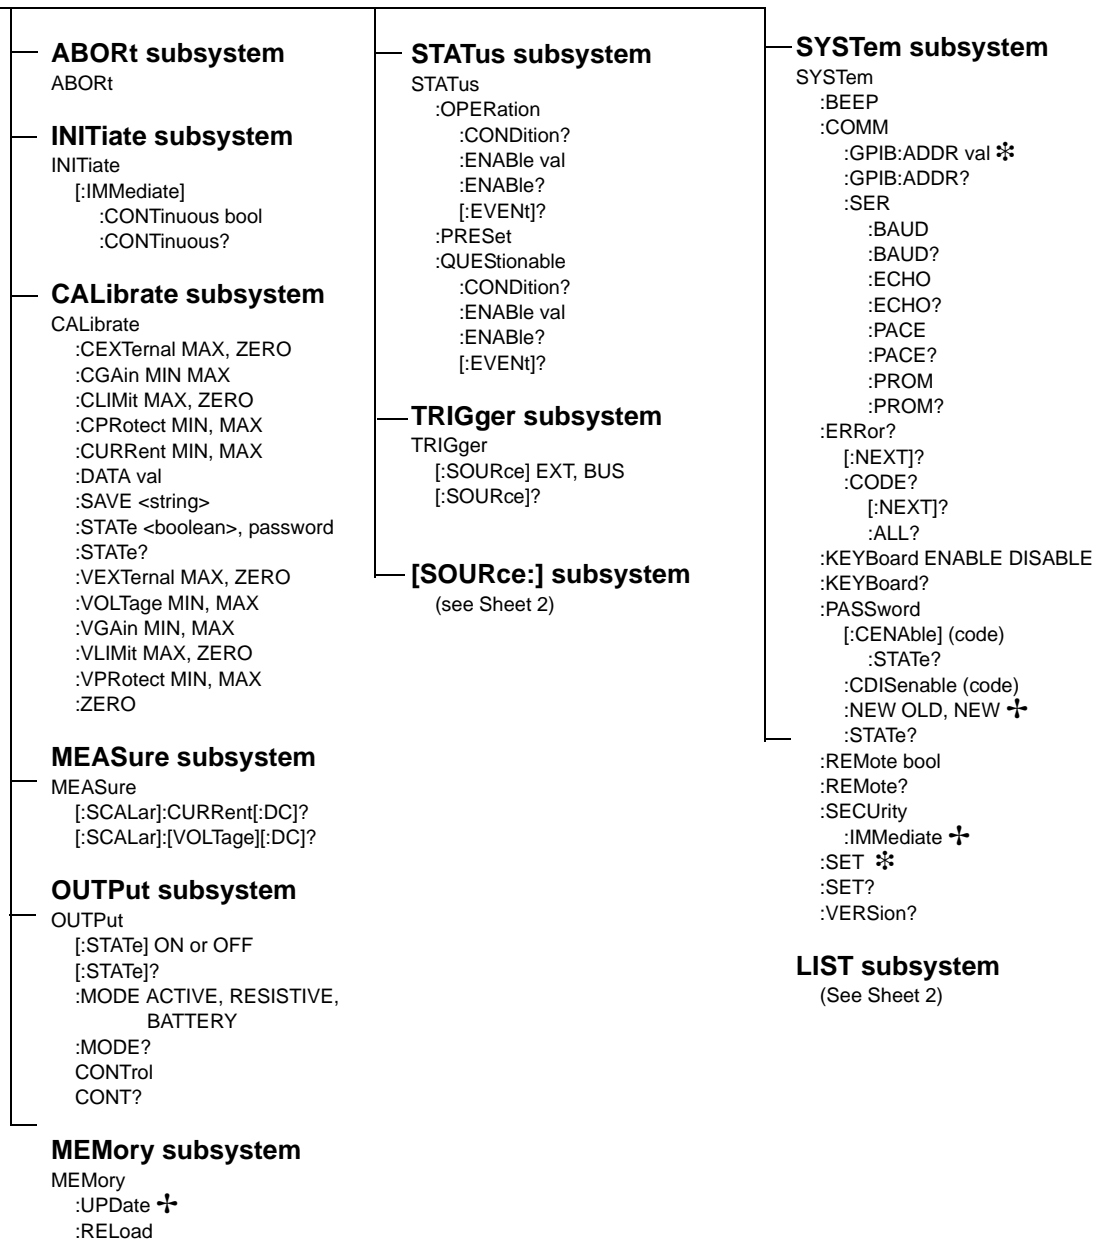 ABORt subsystem
ABORt
INITiate subsystem
INITiate
[:IMMediate]
:CONTinuous bool
:CONTinuous?
CALibrate subsystem
CALibrate
:CEXTernal MAX, ZERO
:CGAin MIN MAX
:CLIMit MAX, ZERO
:CPRotect MIN, MAX
:CURRent MIN, MAX
:DATA val
:SAVE <string>
:STATe <boolean>, password
:STATe?
:VEXTernal MAX, ZERO
:VOLTage MIN, MAX
:VGAin MIN, MAX
:VLIMit MAX, ZERO
:VPRotect MIN, MAX
:ZERO
MEASure subsystem
MEASure
[:SCALar]:CURRent[:DC]?
[:SCALar]:[VOLTage][:DC]?
OUTPut subsystem
OUTPut
[:STATe] ON or OFF
[:STATe]?
:MODE ACTIVE, RESISTIVE,
BATTERY
:MODE?
CONTrol
CONT?
MEMory subsystem
MEMory
:UPDate ✢
:RELoad
STATus subsystem
STATus
:OPERation
:CONDition?
:ENABle val
:ENABle?
[:EVENt]?
:PRESet
:QUEStionable
:CONDition?
:ENABle val
:ENABle?
[:EVENt]?
TRIGger subsystem
TRIGger
[:SOURce] EXT, BUS
[:SOURce]?
[SOURce:] subsystem
(see Sheet 2)
SYSTem subsystem
SYSTem
:BEEP
:COMM
:GPIB:ADDR val ✻
:GPIB:ADDR?
:SER
:BAUD
:BAUD?
:ECHO
:ECHO?
:PACE
:PACE?
:PROM
:PROM?
:ERRor?
[:NEXT]?
:CODE?
[:NEXT]?
:ALL?
:KEYBoard ENABLE DISABLE
:KEYBoard?
:PASSword
[:CENAble] (code)
:STATe?
:CDISenable (code)
:NEW OLD, NEW ✢
:STATe?
:REMote bool
:REMote?
:SECUrity
:IMMediate ✢
:SET ✻
:SET?
:VERSion?
LIST subsystem
(See Sheet 2)